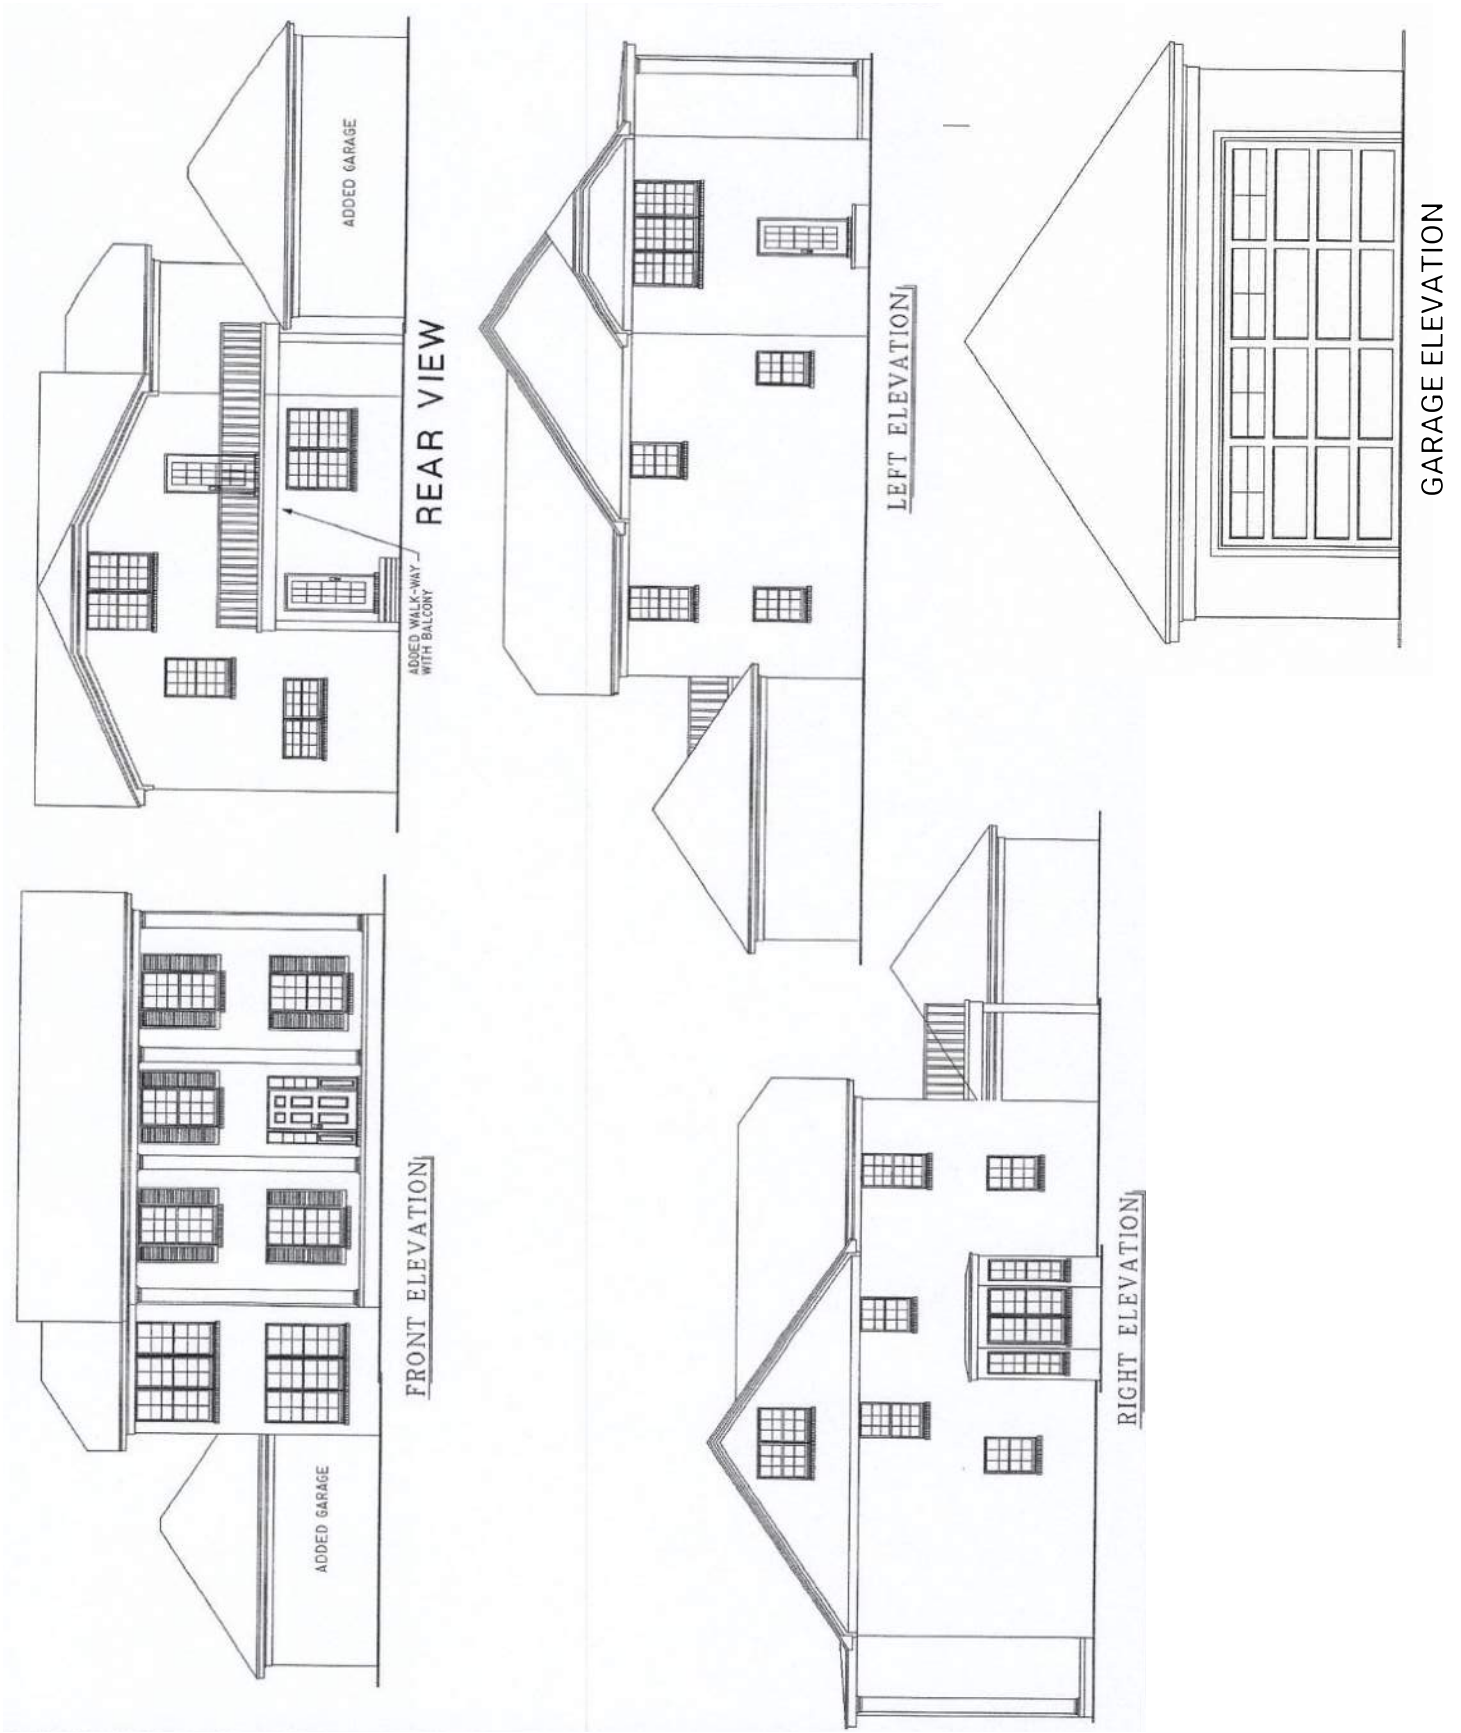 ADDED GARAGE
REAR VIEW
ADDED WALK-WAY
WITH BALCONY
ADDED GARAGE
FRONT ELEVATION
LEFT ELEVATION
RIGHT ELEVATION
GARAGE ELEVATION